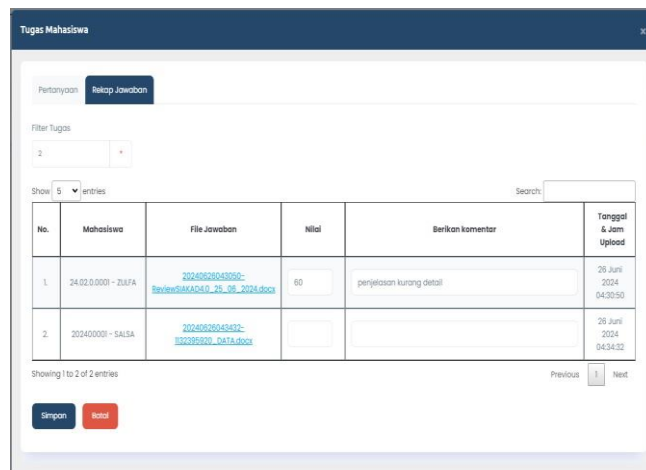 Tugas Mahasiswa
x
Pertanyaan Rekap Jawaban
Filter Tugas
2 *
Show 5 entries Search:
No. Mahasiswa File Jawaban Nilai Berikan komentar Tanggal & Jam Upload
1. 24.02.0.0001 - ZULFA 20240626043050-ReviewSIAKAD4.0_25_06_2024.docx 60 penjelasan kurang detail 26 Juni 2024 04:30:50
2. 202400001 - SALSA 20240626043432-1132395920_DATA.docx 26 Juni 2024 04:34:32
Showing 1 to 2 of 2 entries Previous 1 Next
Simpan Batal